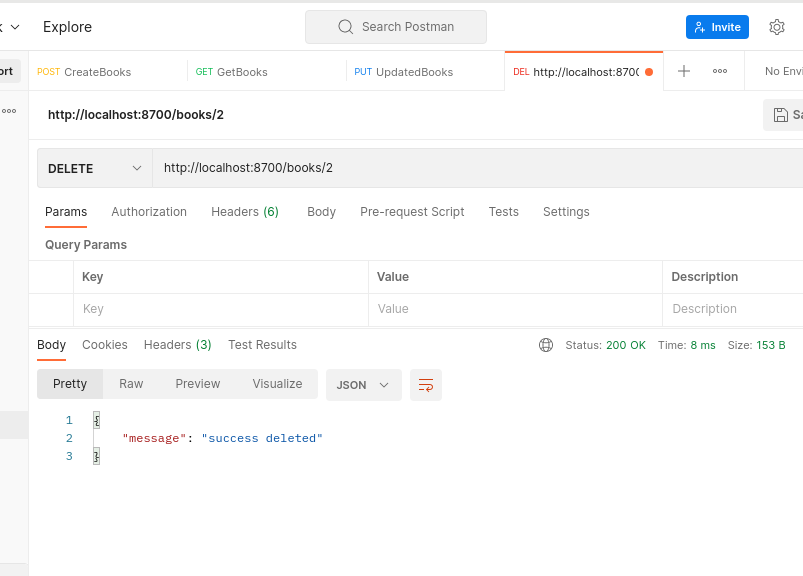 Explore
Search Postman
Invite
ort
POST CreateBooks
GET GetBooks
PUT UpdatedBooks
DEL http://localhost:8700
No Envi
http://localhost:8700/books/2
Sa
DELETE
http://localhost:8700/books/2
Params Authorization Headers (6) Body Pre-request Script Tests Settings
Query Params
Key Value Description
Key Value Description
Body Cookies Headers (3) Test Results
Status: 200 OK Time: 8 ms Size: 153 B
Pretty Raw Preview Visualize JSON
1 {
2 "message": "success deleted"
3 }